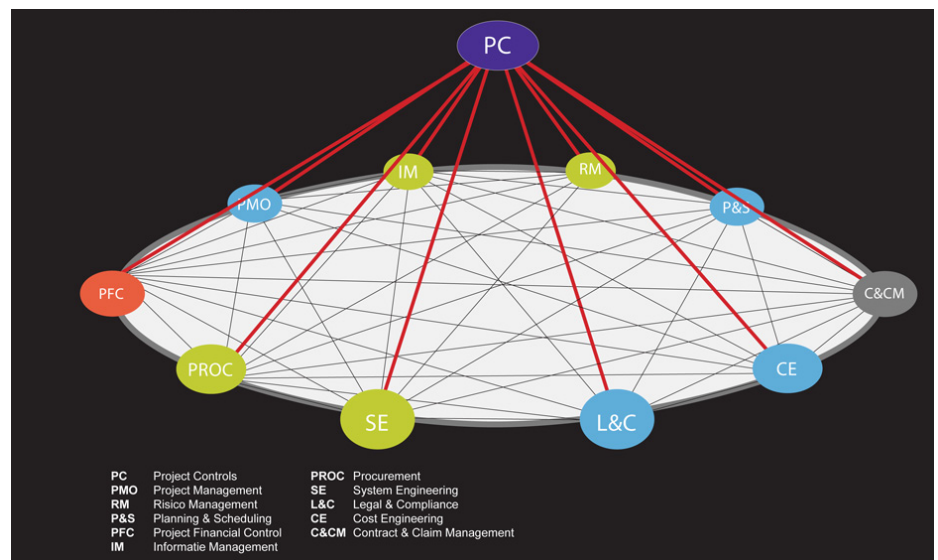 PC
IM
RM
PMO
P&S
PFC
C&CM
PROC
CE
SE
L&C
PC Project Controls
PMO Project Management
RM Risico Management
P&S Planning & Scheduling
PFC Project Financial Control
IM Informatie Management
PROC Procurement
SE System Engineering
L&C Legal & Compliance
CE Cost Engineering
C&CM Contract & Claim Management